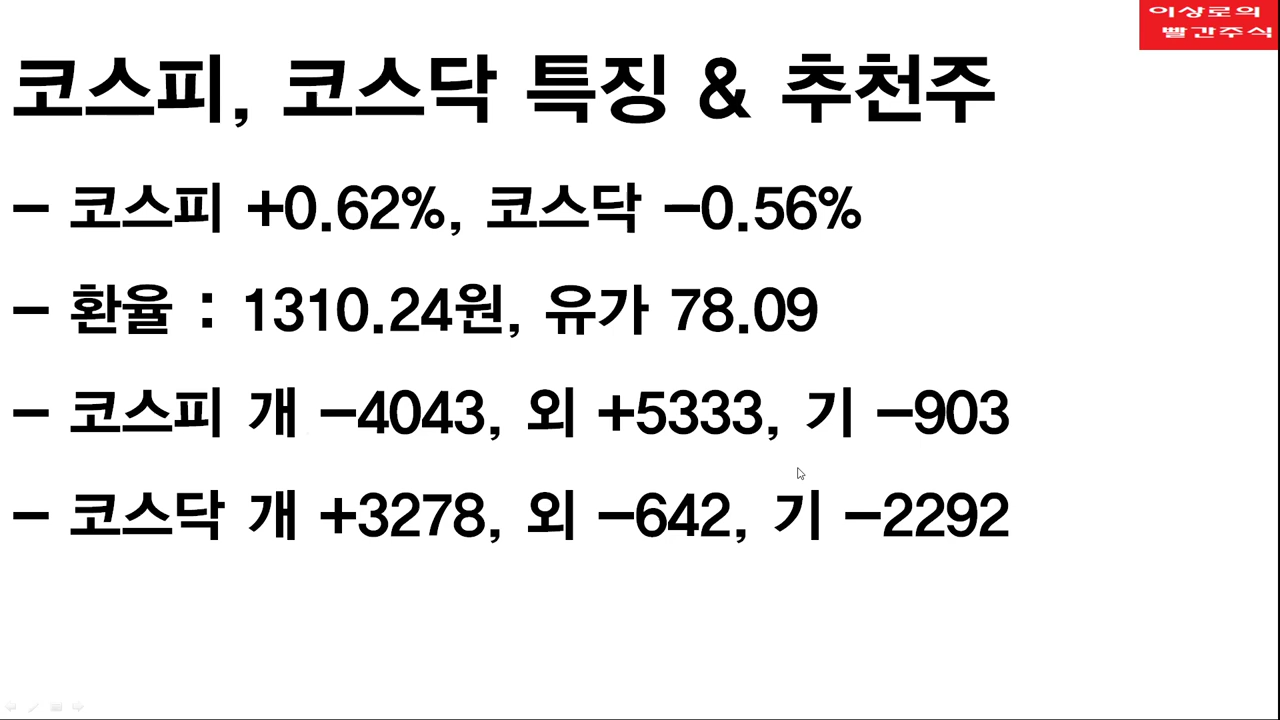 이상로의
빨간주식
코스피, 코스닥 특징 & 추천주
- 코스피 +0.62%, 코스닥 -0.56%
- 환율 : 1310.24원, 유가 78.09
- 코스피 개 -4043, 외 +5333, 기 -903
- 코스닥 개 +3278, 외 -642, 기 -2292